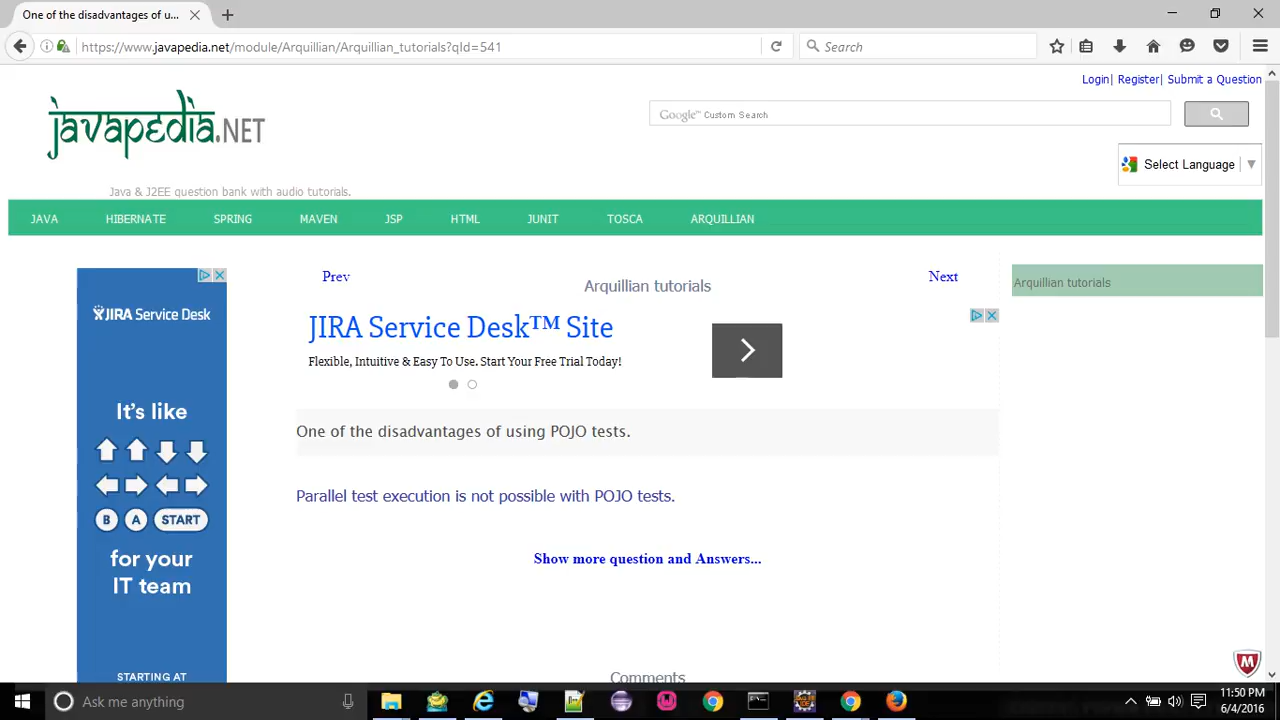 One of the disadvantages of u...
https://www.javapedia.net/module/Arquillian/Arquillian_tutorials?qId=541
Search
Login| Register| Submit a Question
javapedia.NET
Google™ Custom Search
Select Language
Java & J2EE question bank with audio tutorials.
JAVA HIBERNATE SPRING MAVEN JSP HTML JUNIT TOSCA ARQUILLIAN
Prev
Arquillian tutorials
Next
Arquillian tutorials
JIRA Service Desk
JIRA Service Desk™ Site
Flexible, Intuitive & Easy To Use. Start Your Free Trial Today!
It's like
B A START
for your
IT team
STARTING AT
One of the disadvantages of using POJO tests.
Parallel test execution is not possible with POJO tests.
Show more question and Answers...
Comments
Ask me anything
11:50 PM
6/4/2016